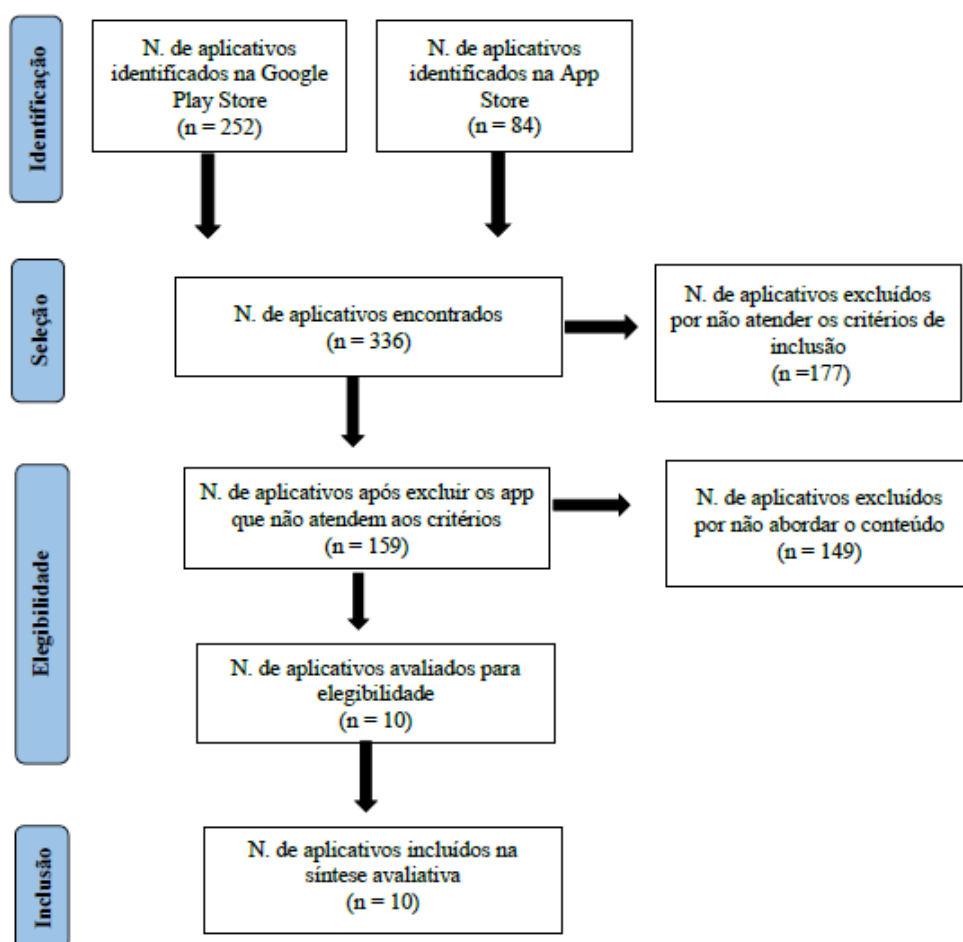 Identificação
N. de aplicativos
identificados na Google
Play Store
(n = 252)
N. de aplicativos
identificados na App
Store
(n = 84)
Seleção
N. de aplicativos encontrados
(n = 336)
N. de aplicativos excluídos
por não atender os critérios de
inclusão
(n =177)
Elegibilidade
N. de aplicativos após excluir os app
que não atendem aos critérios
(n = 159)
N. de aplicativos excluídos
por não abordar o conteúdo
(n = 149)
N. de aplicativos avaliados para
elegibilidade
(n = 10)
Inclusão
N. de aplicativos incluídos na
síntese avaliativa
(n = 10)